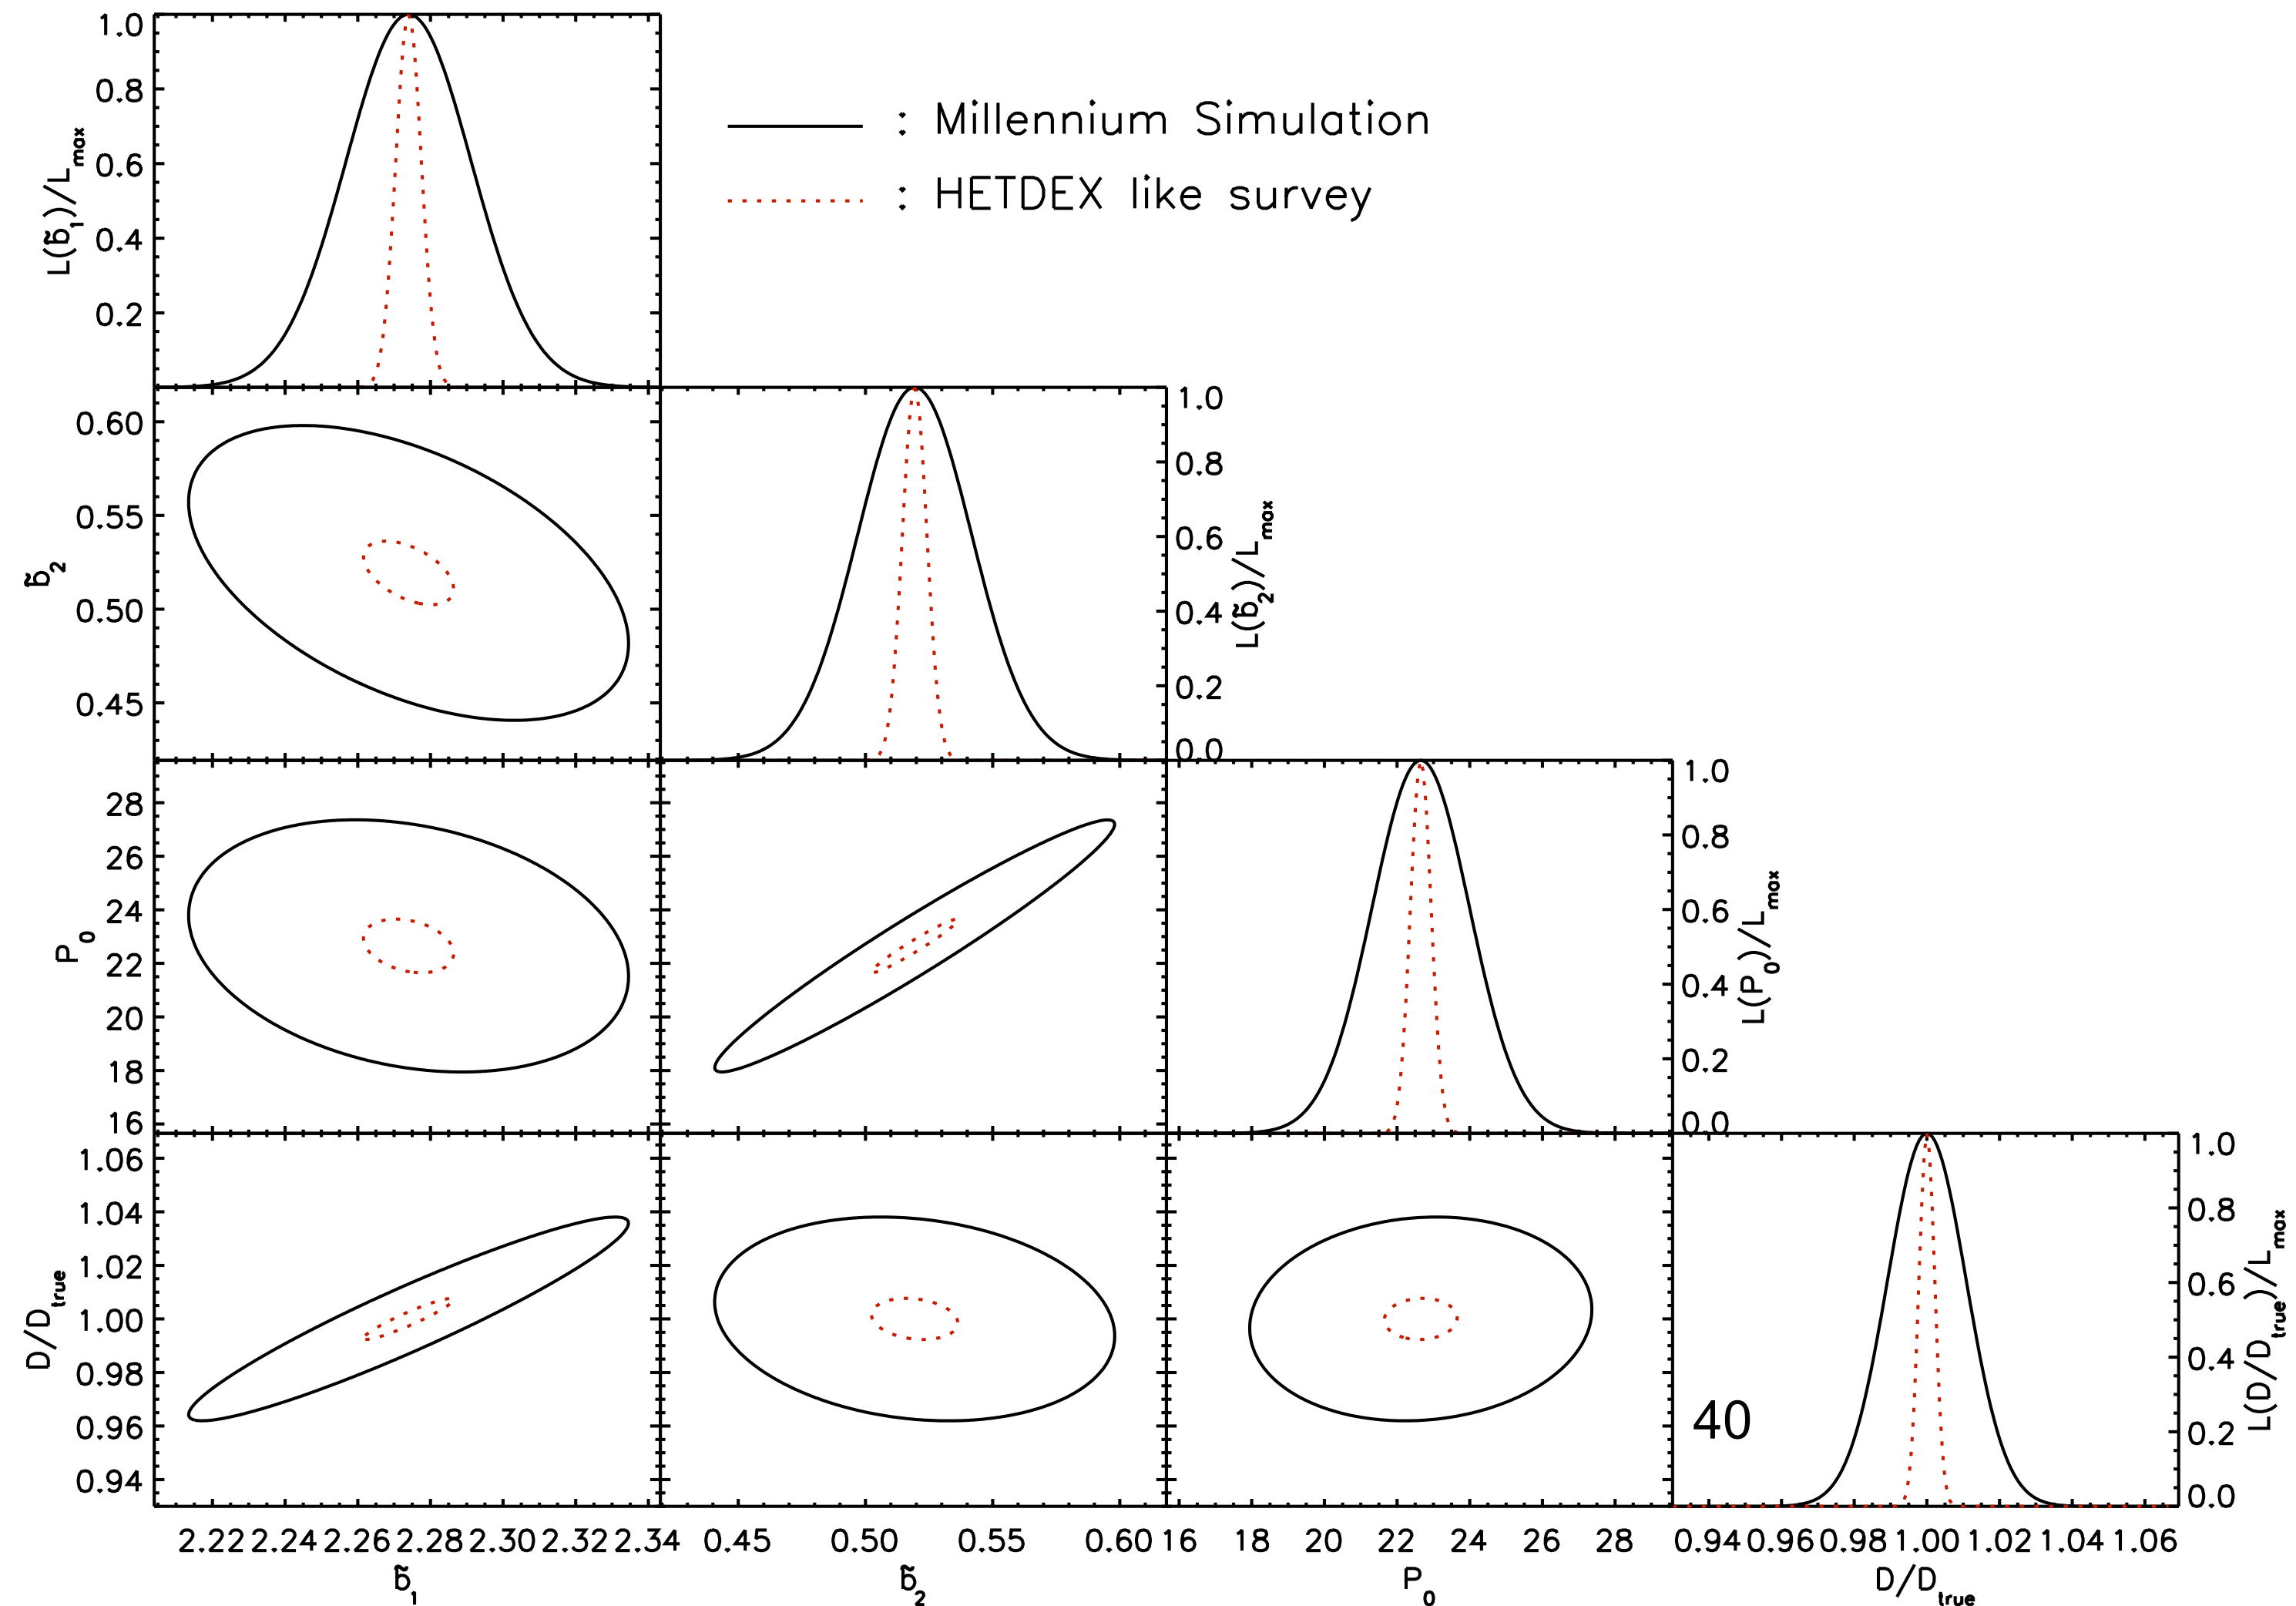 1.0
0.8
0.6
0.4
0.2
L(b̃1)/Lmax
: Millennium Simulation
: HETDEX like survey
0.60
0.55
0.50
0.45
b̃2
1.0
0.8
0.6
0.4
0.2
0.0
L(b̃2)/Lmax
28
26
24
22
20
18
16
P0
1.0
0.8
0.6
0.4
0.2
0.0
L(P0)/Lmax
1.06
1.04
1.02
1.00
0.98
0.96
0.94
D/Dtrue
40
1.0
0.8
0.6
0.4
0.2
0.0
L(D/Dtrue)/Lmax
2.22 2.24 2.26 2.28 2.30 2.32 2.34
0.45 0.50 0.55 0.60
16 18 20 22 24 26 28
0.94 0.96 0.98 1.00 1.02 1.04 1.06
b̃1
b̃2
P0
D/Dtrue